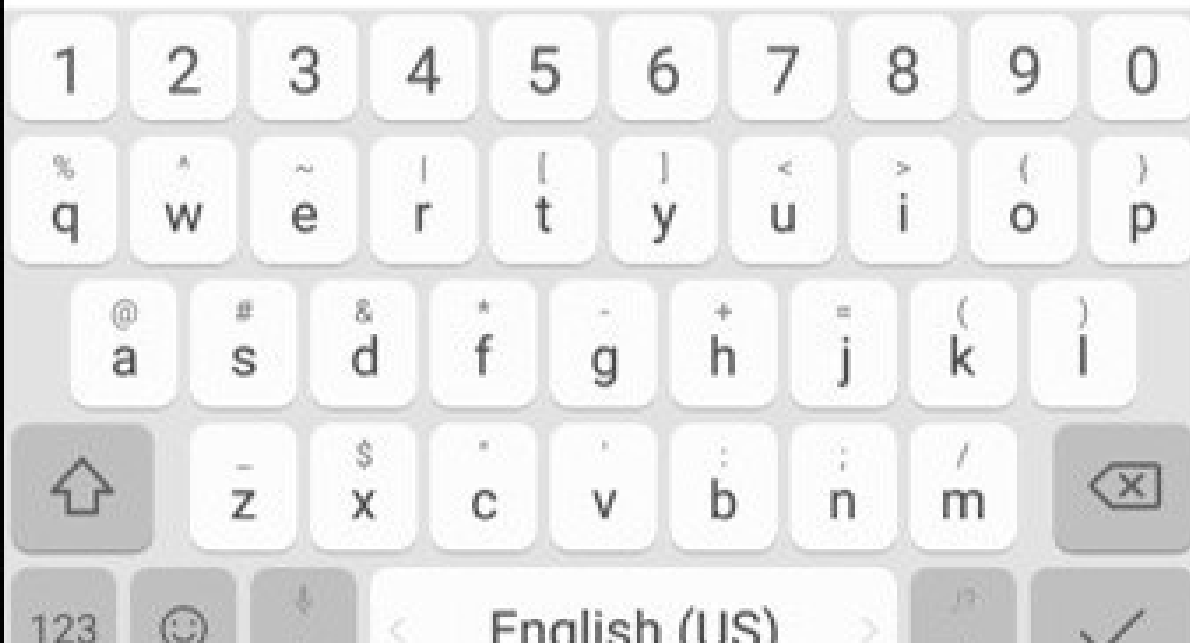 1 2 3 4 5 6 7 8 9 0
% ^ ~ | [ ] < > { }
q w e r t y u i o p
@ # & * - + = ( )
a s d f g h j k l
_ $ " ' : ; /
z x c v b n m
!?
123 English (US)